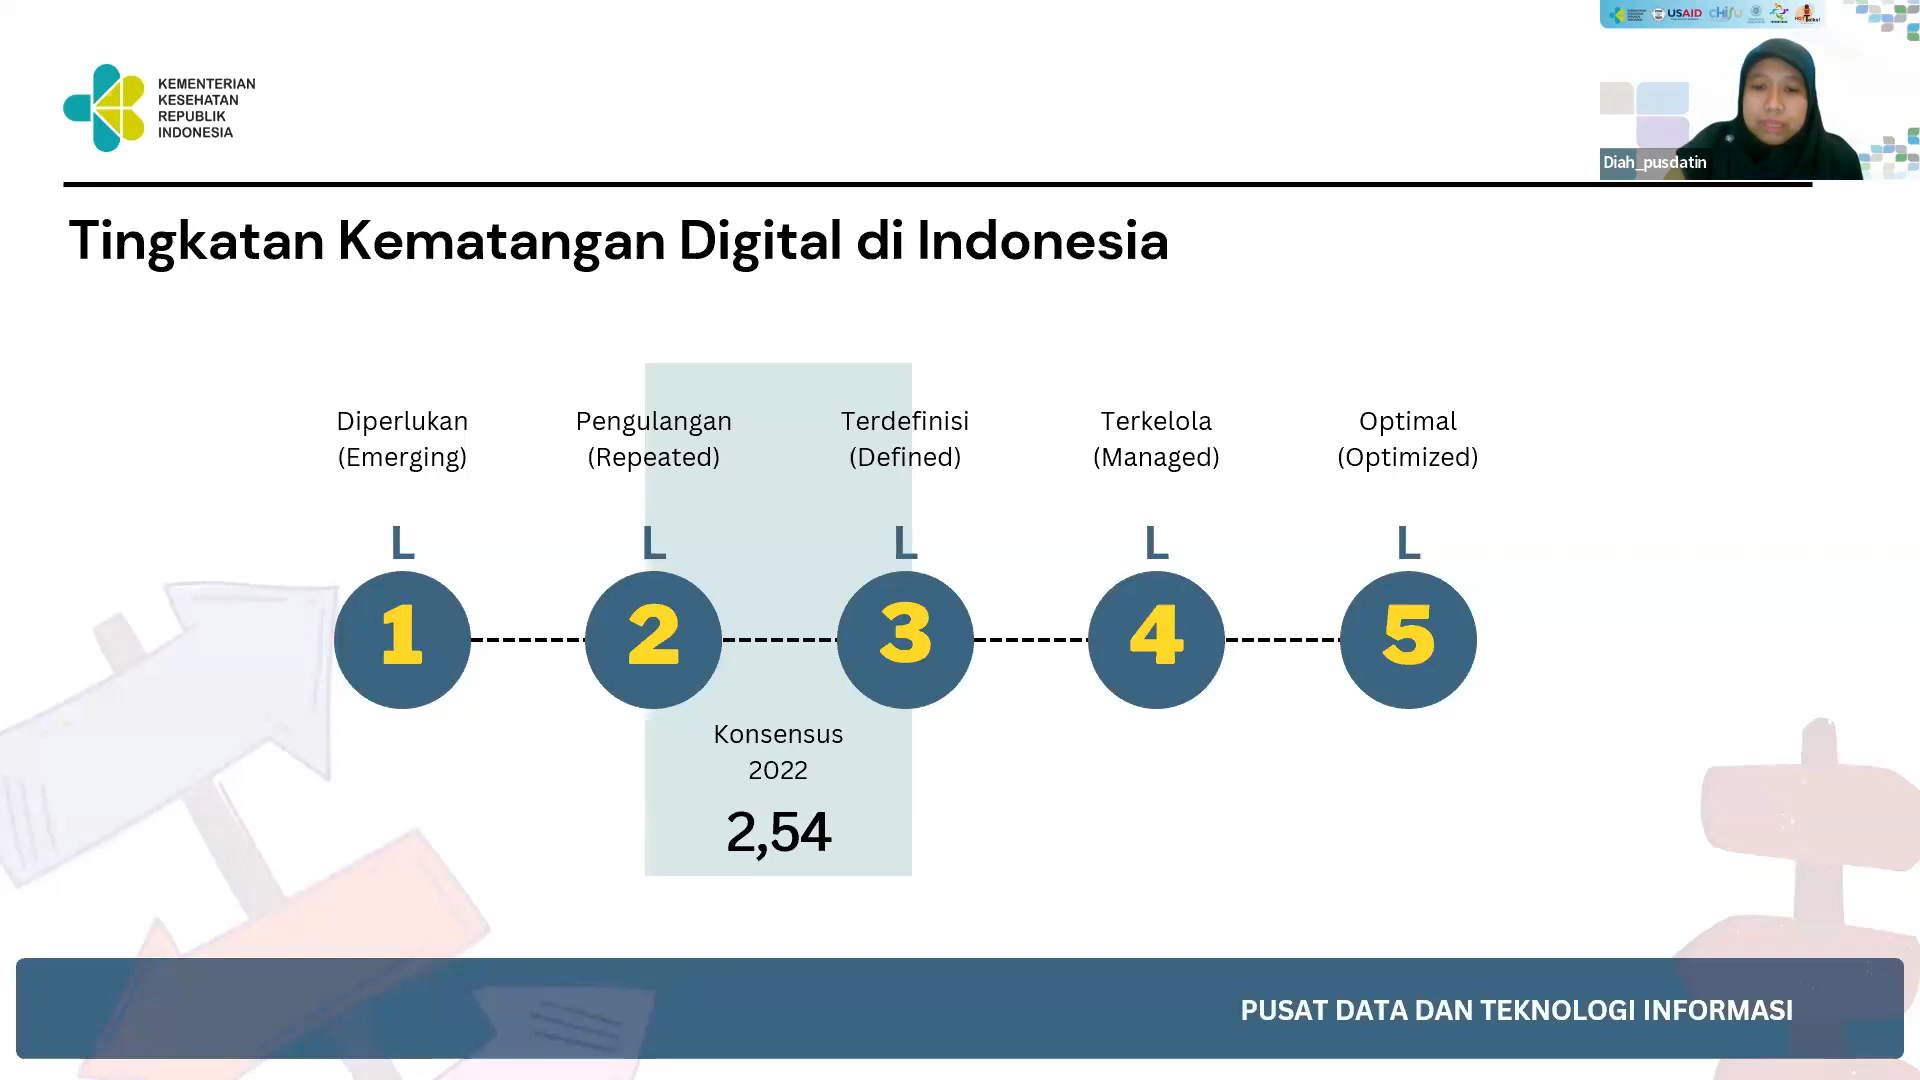 KEMENTERIAN
KESEHATAN
REPUBLIK
INDONESIA
USAID
CHISU
Diah_pusdatin
Tingkatan Kematangan Digital di Indonesia
Diperlukan
(Emerging)
Pengulangan
(Repeated)
Terdefinisi
(Defined)
Terkelola
(Managed)
Optimal
(Optimized)
L L L L L
1 2 3 4 5
Konsensus
2022
2,54
PUSAT DATA DAN TEKNOLOGI INFORMASI